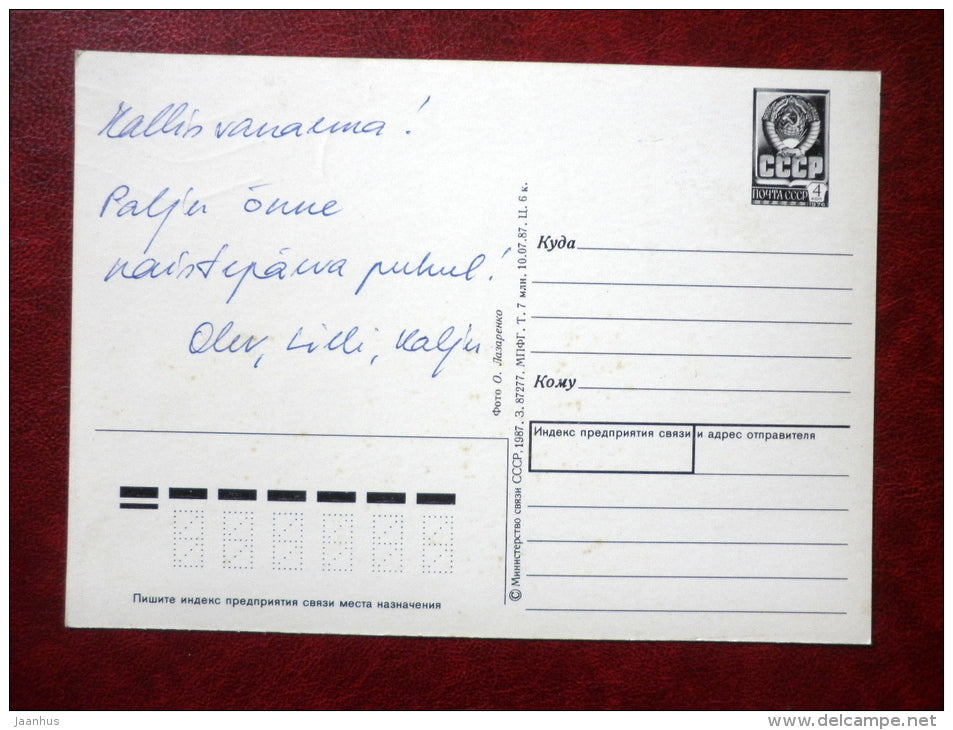 Kallis vanaema!
Palju õnne
naistepäeva puhul!
Olev, Lilli, Kalju
СССР
ПОЧТА СССР 4 коп
1976
Куда
Кому
Индекс предприятия связи и адрес отправителя
Фото О. Лазаренко
© Министерство связи СССР, 1987. З. 87277. МПФГ. Т. 7 млн. 10.07.87. Ц. 6 к.
Пишите индекс предприятия связи места назначения
jaanhus
www.delcampe.net